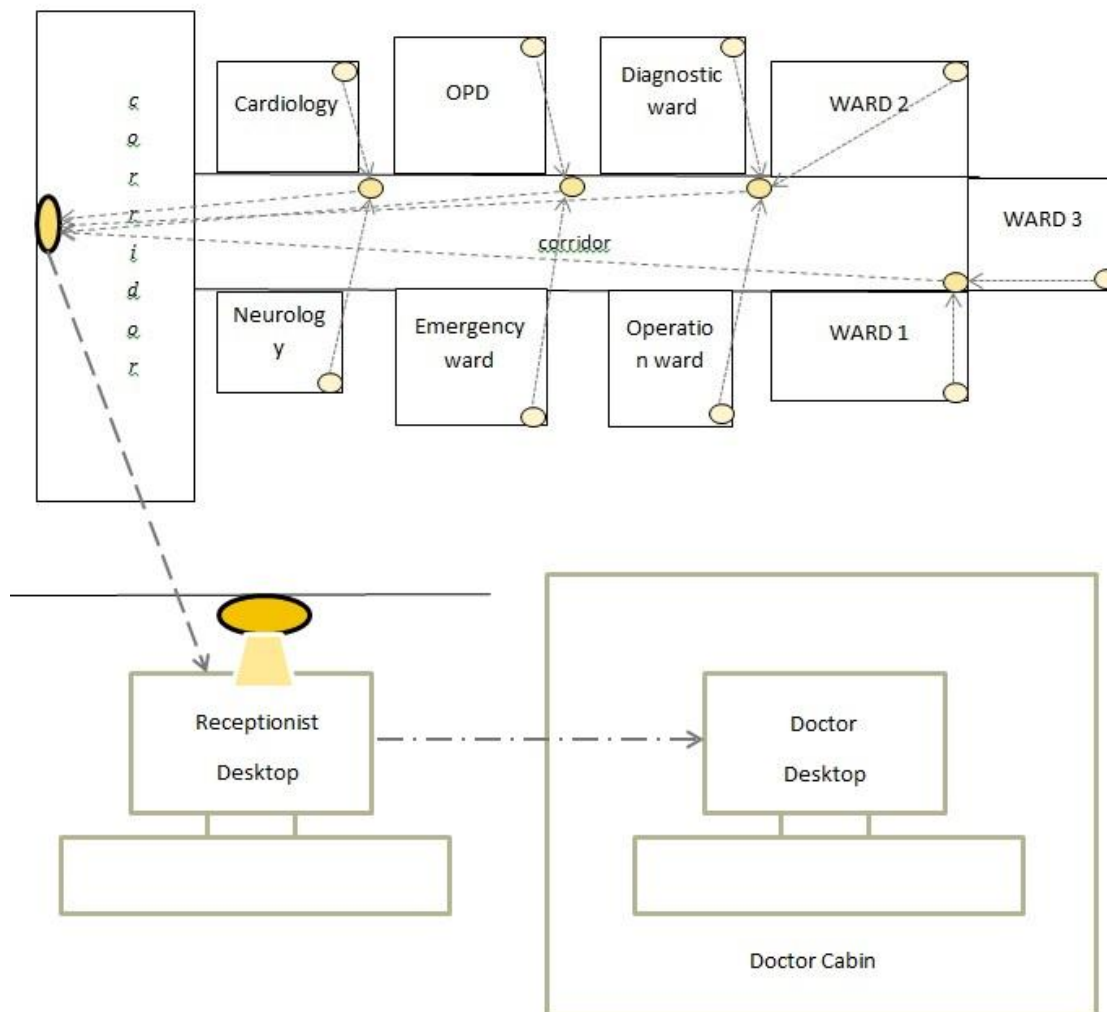 corridor
Cardiology
OPD
Diagnostic
ward
WARD 2
WARD 3
corridor
Neurolog
y
Emergency
ward
Operatio
n ward
WARD 1
Receptionist
Desktop
Doctor
Desktop
Doctor Cabin